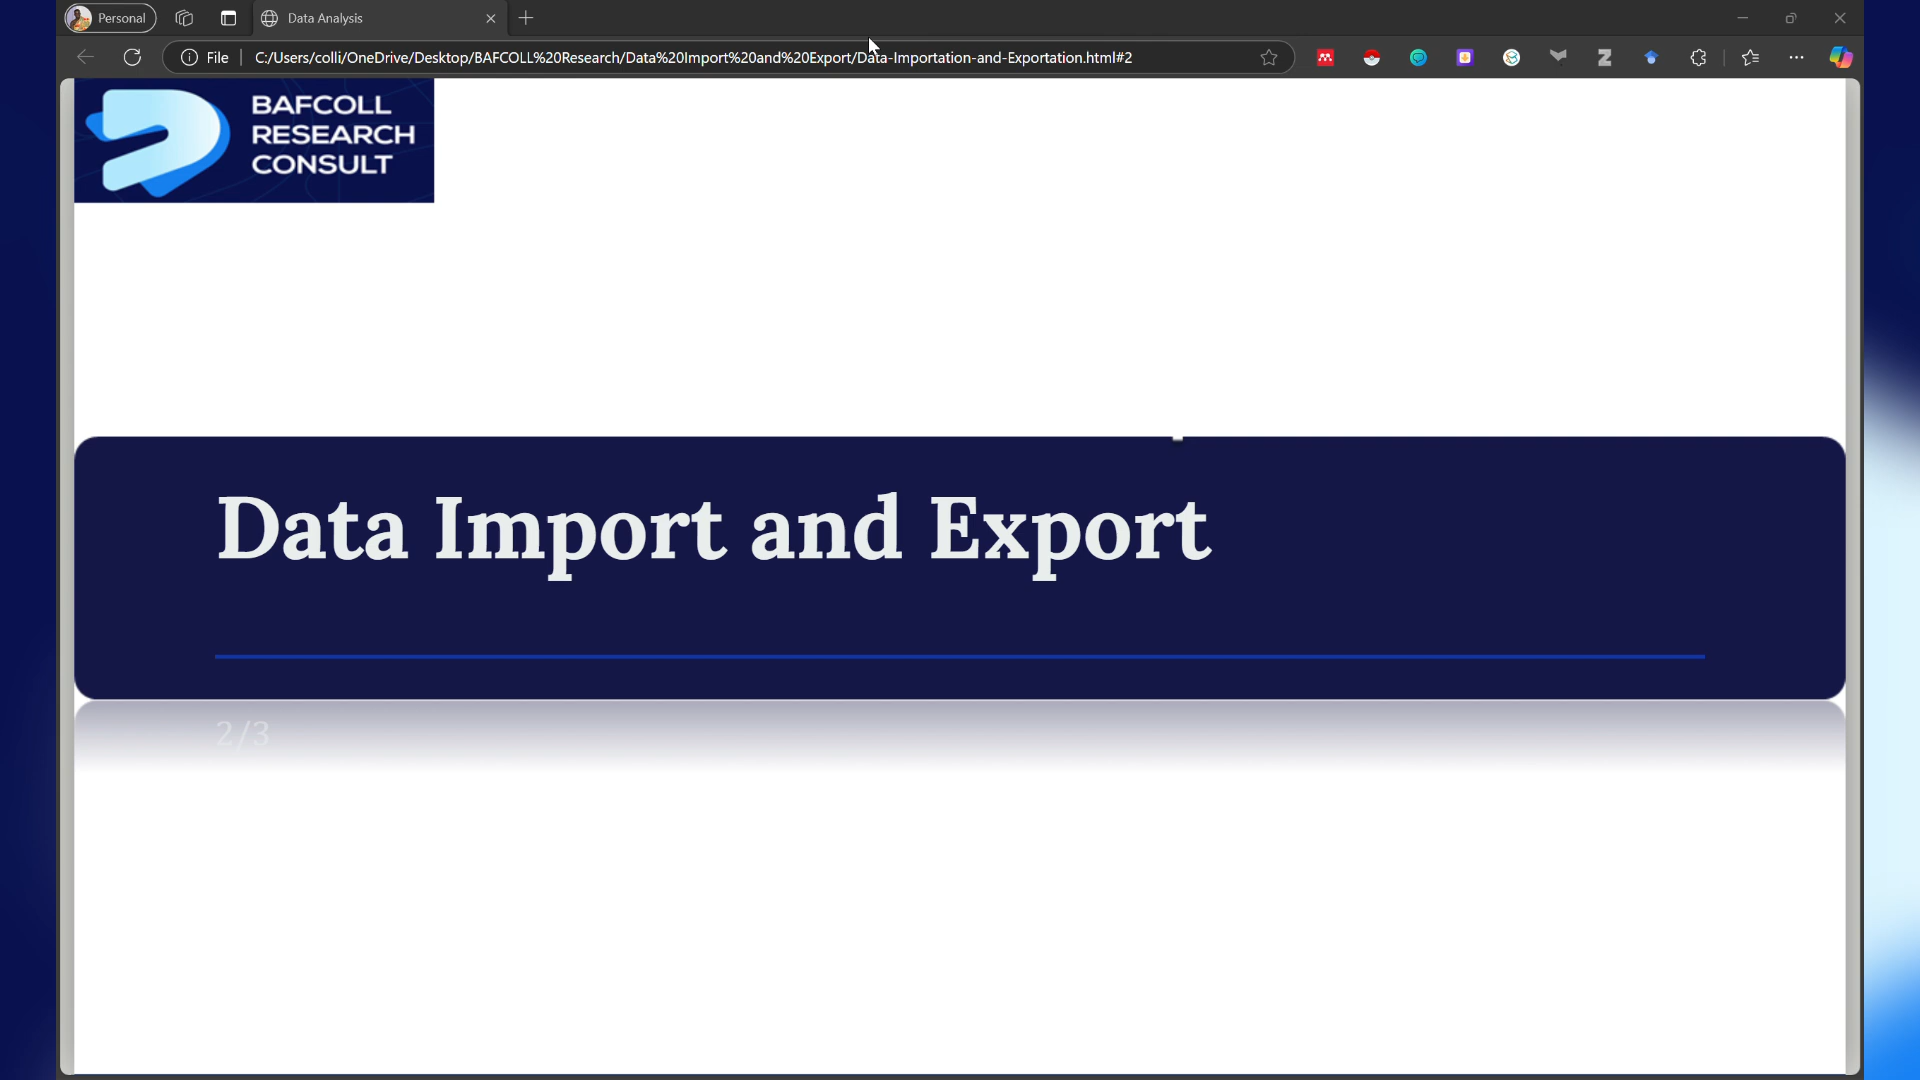 Personal
Data Analysis
File
C:/Users/colli/OneDrive/Desktop/BAFCOLL%20Research/Data%20Import%20and%20Export/Data-Importation-and-Exportation.html#2
BAFCOLL
RESEARCH
CONSULT
Data Import and Export
2/3